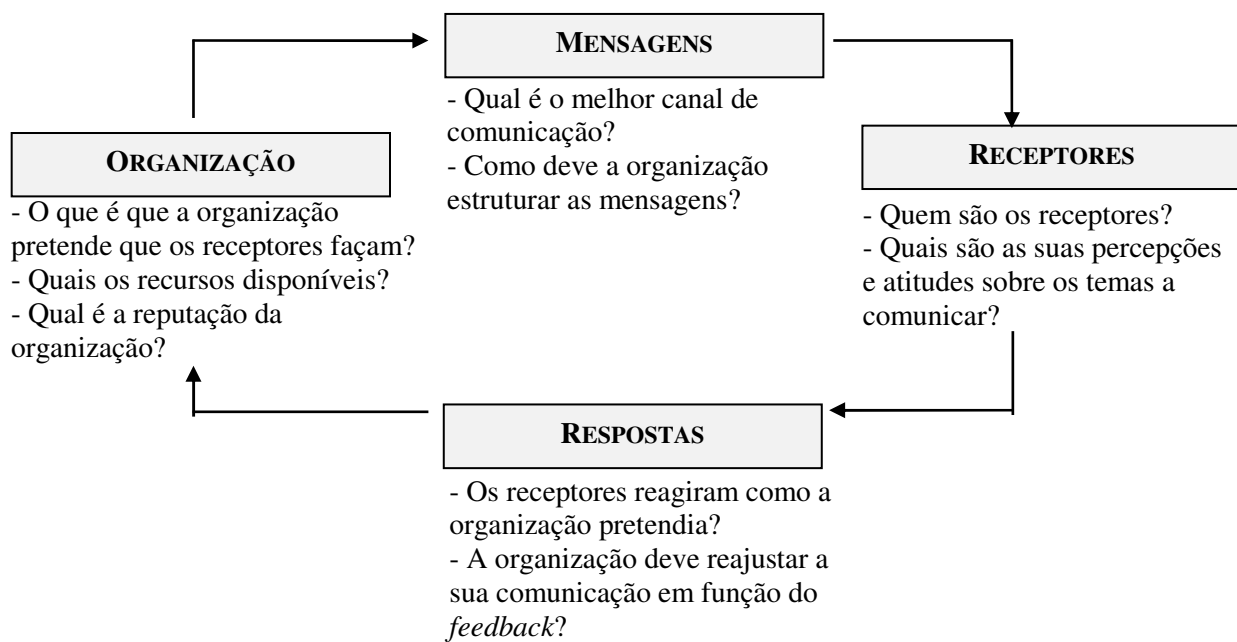 MENSAGENS
- Qual é o melhor canal de
comunicação?
- Como deve a organização
estruturar as mensagens?
ORGANIZAÇÃO
- O que é que a organização
pretende que os receptores façam?
- Quais os recursos disponíveis?
- Qual é a reputação da
organização?
RECEPTORES
- Quem são os receptores?
- Quais são as suas percepções
e atitudes sobre os temas a
comunicar?
RESPOSTAS
- Os receptores reagiram como a
organização pretendia?
- A organização deve reajustar a
sua comunicação em função do
feedback?